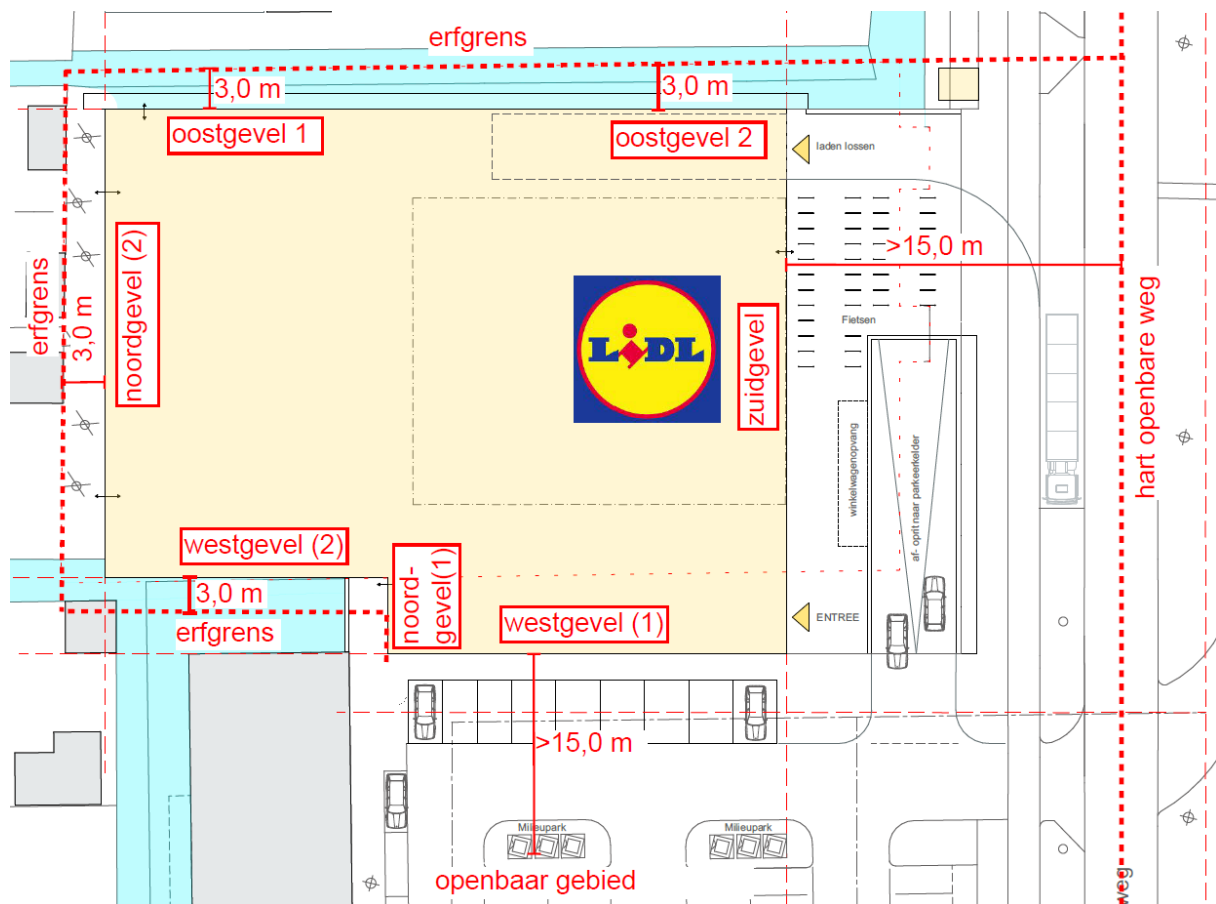 erfgrens
3,0 m
3,0 m
oostgevel 1
oostgevel 2
laden lossen
noordgevel (2)
erfgrens
3,0 m
>15,0 m
Fietsen
LiDL
zuidgevel
hart openbare weg
winkelwagenopvang
af- oprit naar parkeerkelder
westgevel (2)
noord-
gevel(1)
3,0 m
erfgrens
westgevel (1)
ENTREE
>15,0 m
Milieupark
Milieupark
openbaar gebied
weg